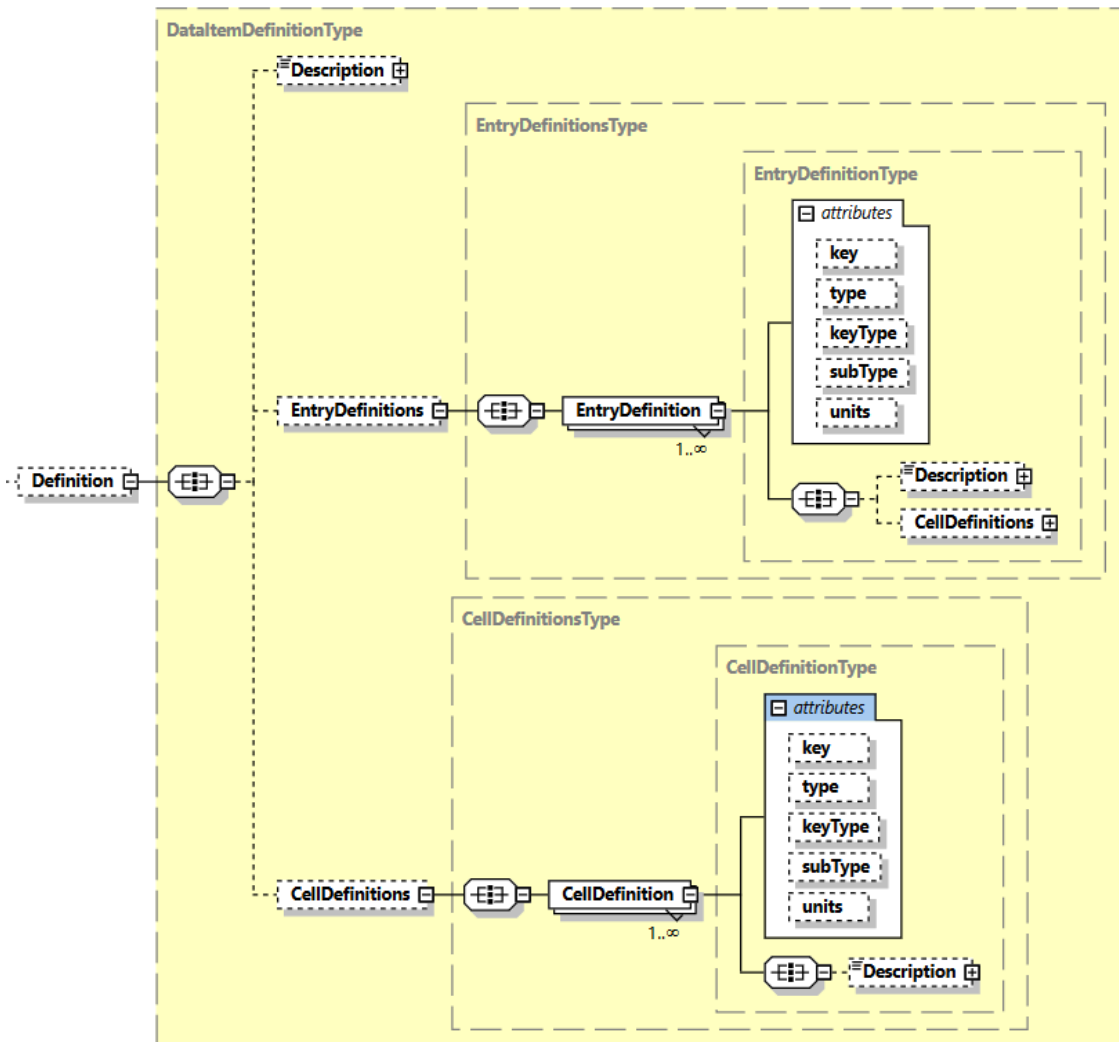 DataItemDefinitionType
Description
EntryDefinitionsType
EntryDefinitionType
attributes
key
type
keyType
subType
units
EntryDefinitions
EntryDefinition
1..∞
Description
Definition
CellDefinitions
CellDefinitionsType
CellDefinitionType
attributes
key
type
keyType
subType
units
CellDefinitions
CellDefinition
1..∞
Description